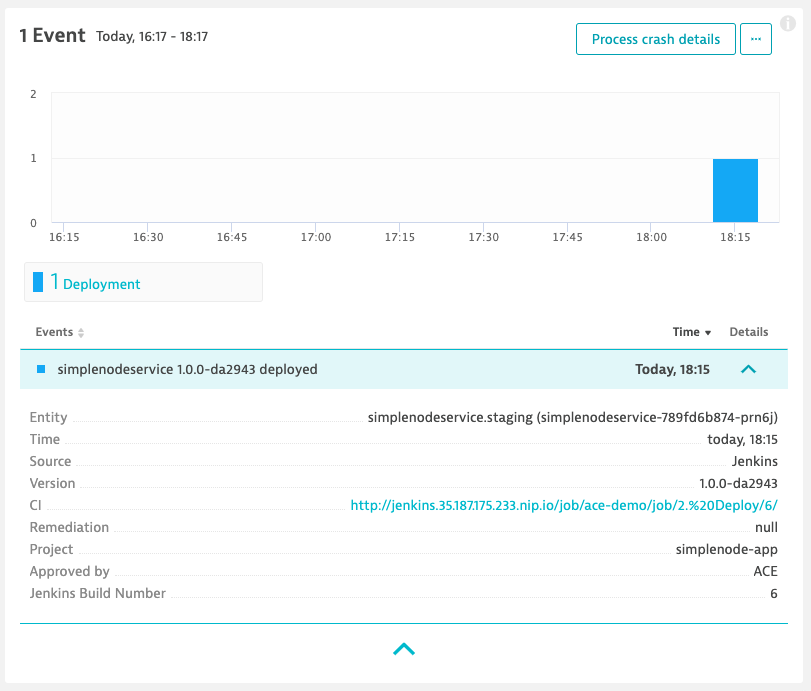 1 Event Today, 16:17 - 18:17
Process crash details ...
i
2
1
0
16:15 16:30 16:45 17:00 17:15 17:30 17:45 18:00 18:15
1 Deployment
Events Time Details
simplenodeservice 1.0.0-da2943 deployed Today, 18:15
Entity simplenodeservice.staging (simplenodeservice-789fd6b874-prn6j)
Time today, 18:15
Source Jenkins
Version 1.0.0-da2943
CI http://jenkins.35.187.175.233.nip.io/job/ace-demo/job/2.%20Deploy/6/
Remediation null
Project simplenode-app
Approved by ACE
Jenkins Build Number 6